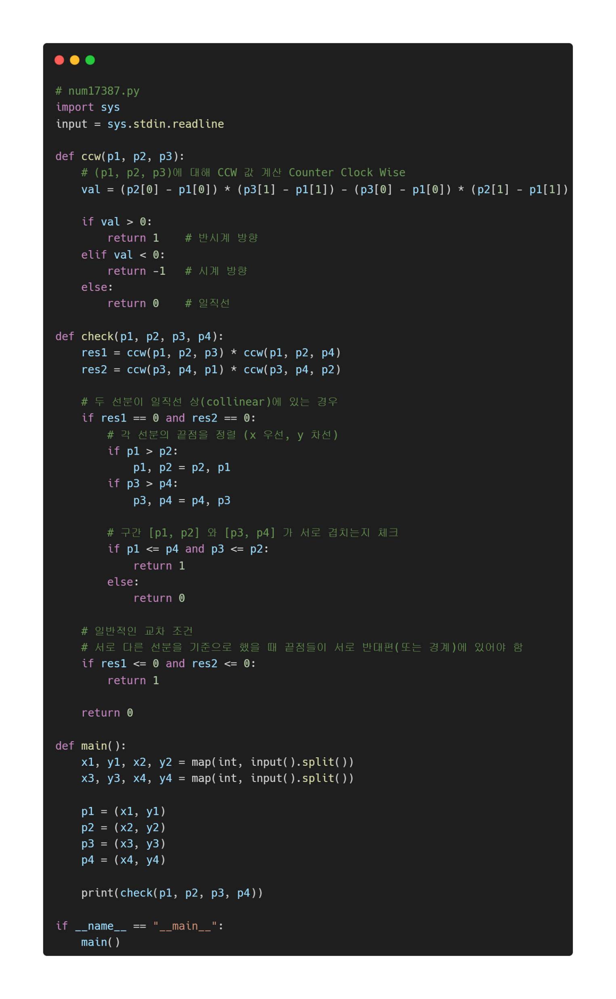 # num17387.py
import sys
input = sys.stdin.readline
def ccw(p1, p2, p3):
    # (p1, p2, p3)에 대해 CCW 값 계산 Counter Clock Wise
    val = (p2[0] - p1[0]) * (p3[1] - p1[1]) - (p3[0] - p1[0]) * (p2[1] - p1[1])
    if val > 0:
        return 1    # 반시계 방향
    elif val < 0:
        return -1   # 시계 방향
    else:
        return 0    # 일직선
def check(p1, p2, p3, p4):
    res1 = ccw(p1, p2, p3) * ccw(p1, p2, p4)
    res2 = ccw(p3, p4, p1) * ccw(p3, p4, p2)
    # 두 선분이 일직선 상(collinear)에 있는 경우
    if res1 == 0 and res2 == 0:
        # 각 선분의 끝점을 정렬 (x 우선, y 차선)
        if p1 > p2:
            p1, p2 = p2, p1
        if p3 > p4:
            p3, p4 = p4, p3
        # 구간 [p1, p2] 와 [p3, p4] 가 서로 겹치는지 체크
        if p1 <= p4 and p3 <= p2:
            return 1
        else:
            return 0
    # 일반적인 교차 조건
    # 서로 다른 선분을 기준으로 했을 때 끝점들이 서로 반대편(또는 경계)에 있어야 함
    if res1 <= 0 and res2 <= 0:
        return 1
    return 0
def main():
    x1, y1, x2, y2 = map(int, input().split())
    x3, y3, x4, y4 = map(int, input().split())
    p1 = (x1, y1)
    p2 = (x2, y2)
    p3 = (x3, y3)
    p4 = (x4, y4)
    print(check(p1, p2, p3, p4))
if __name__ == "__main__":
    main()